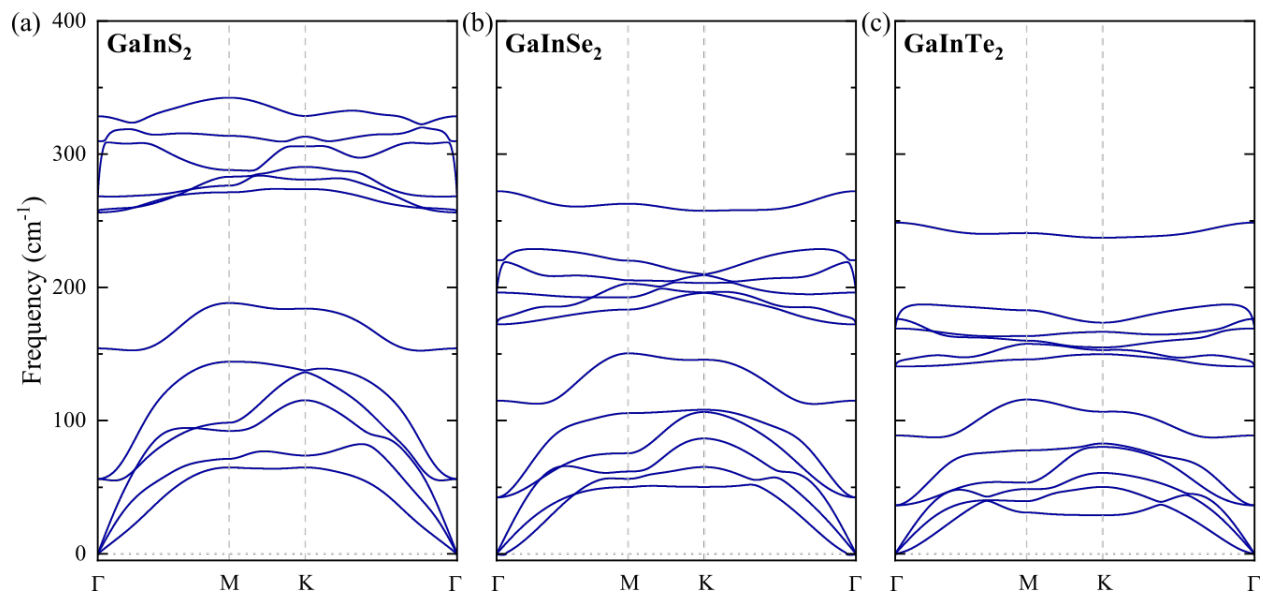 (a)
GaInS₂
(b)
GaInSe₂
(c)
GaInTe₂
Frequency (cm⁻¹)
400
300
200
100
0
Γ M K Γ
Γ M K Γ
Γ M K Γ